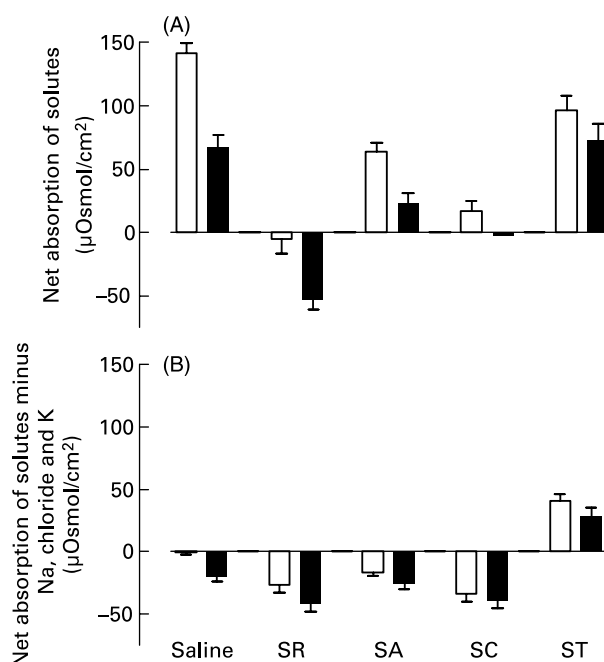 (A)
Net absorption of solutes
(µOsmol/cm²)
150
100
50
0
−50
(B)
Net absorption of solutes minus
Na, chloride and K
(µOsmol/cm²)
150
100
50
0
−50
Saline SR SA SC ST